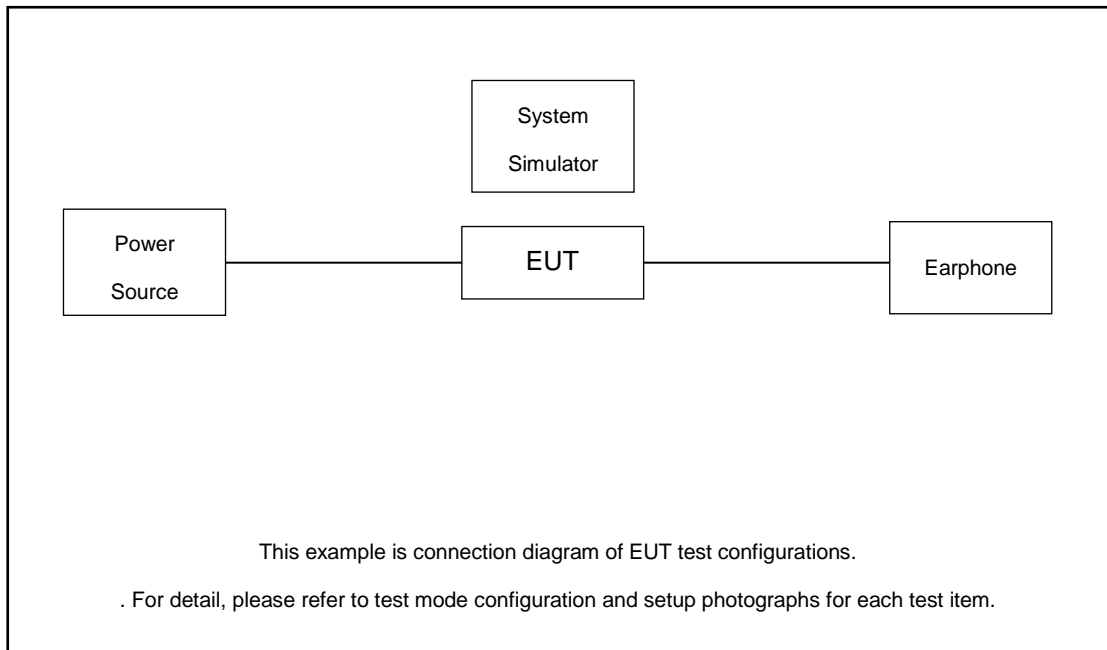 System
Simulator
Power
Source
EUT
Earphone
This example is connection diagram of EUT test configurations.
. For detail, please refer to test mode configuration and setup photographs for each test item.